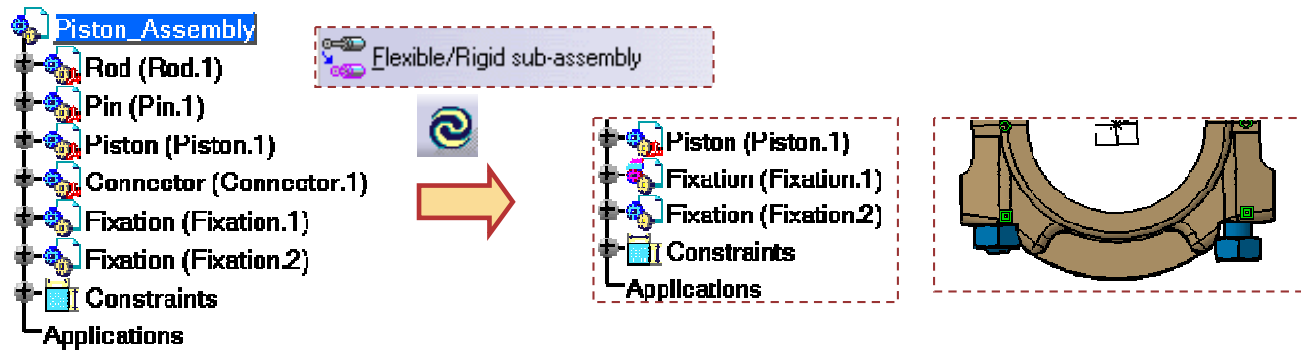 Piston_Assembly
Rod (Rod.1)
Pin (Pin.1)
Piston (Piston.1)
Connector (Connector.1)
Fixation (Fixation.1)
Fixation (Fixation.2)
Constraints
Applications
Flexible/Rigid sub-assembly
Piston (Piston.1)
Fixation (Fixation.1)
Fixation (Fixation.2)
Constraints
Applications